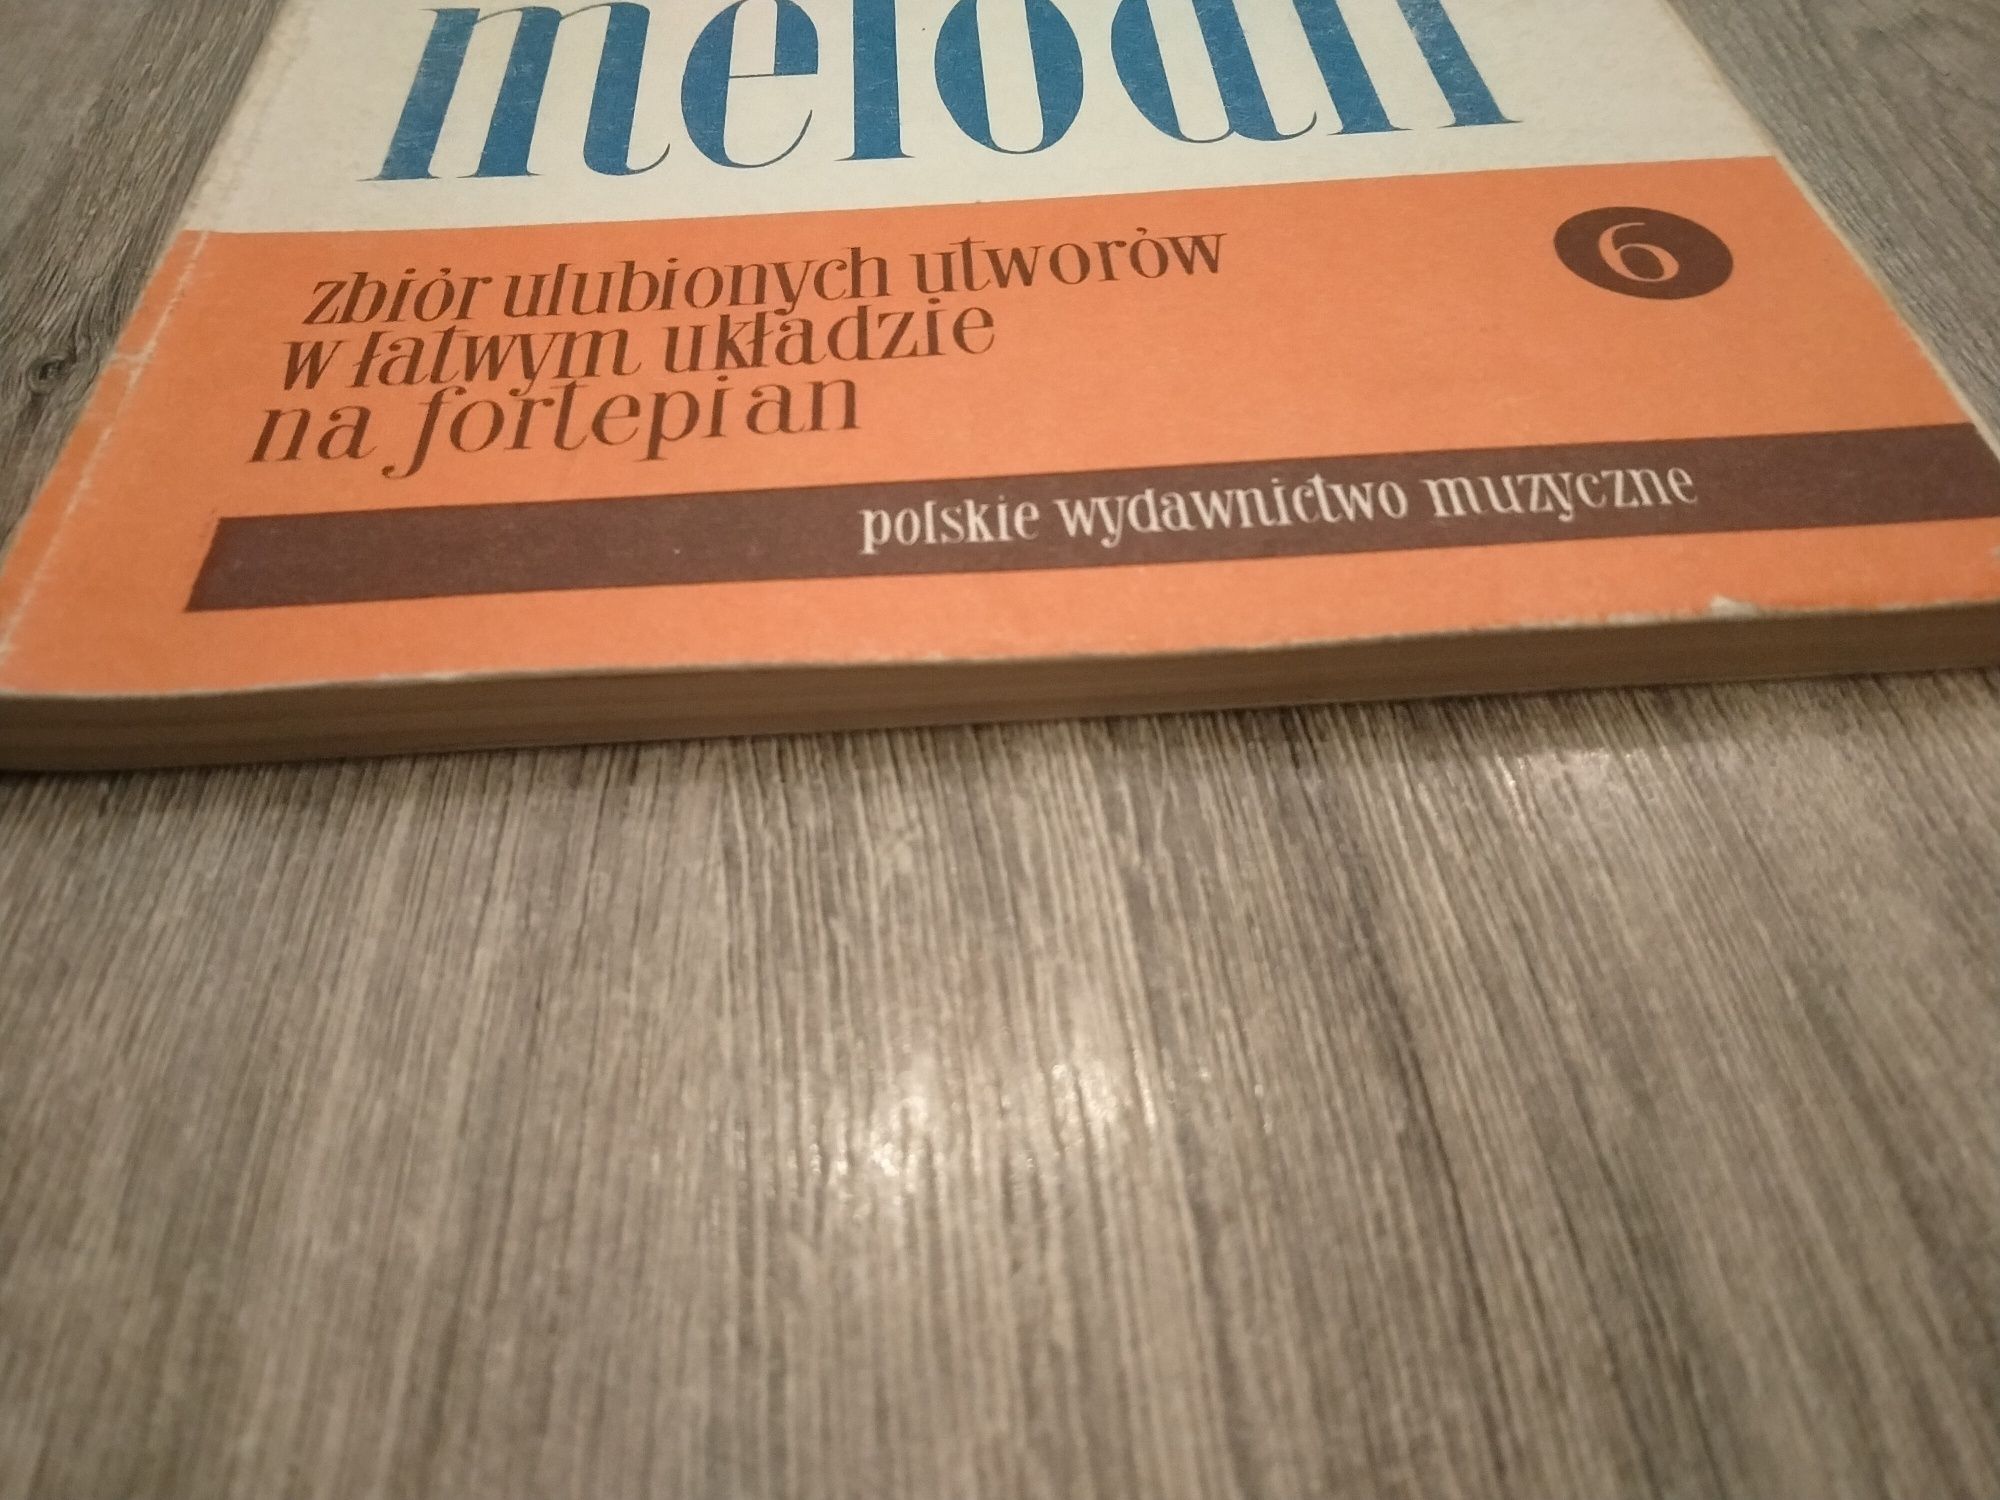 melodii
zbiór ulubionych utworów
w łatwym układzie
na fortepian
6
polskie wydawnictwo muzyczne